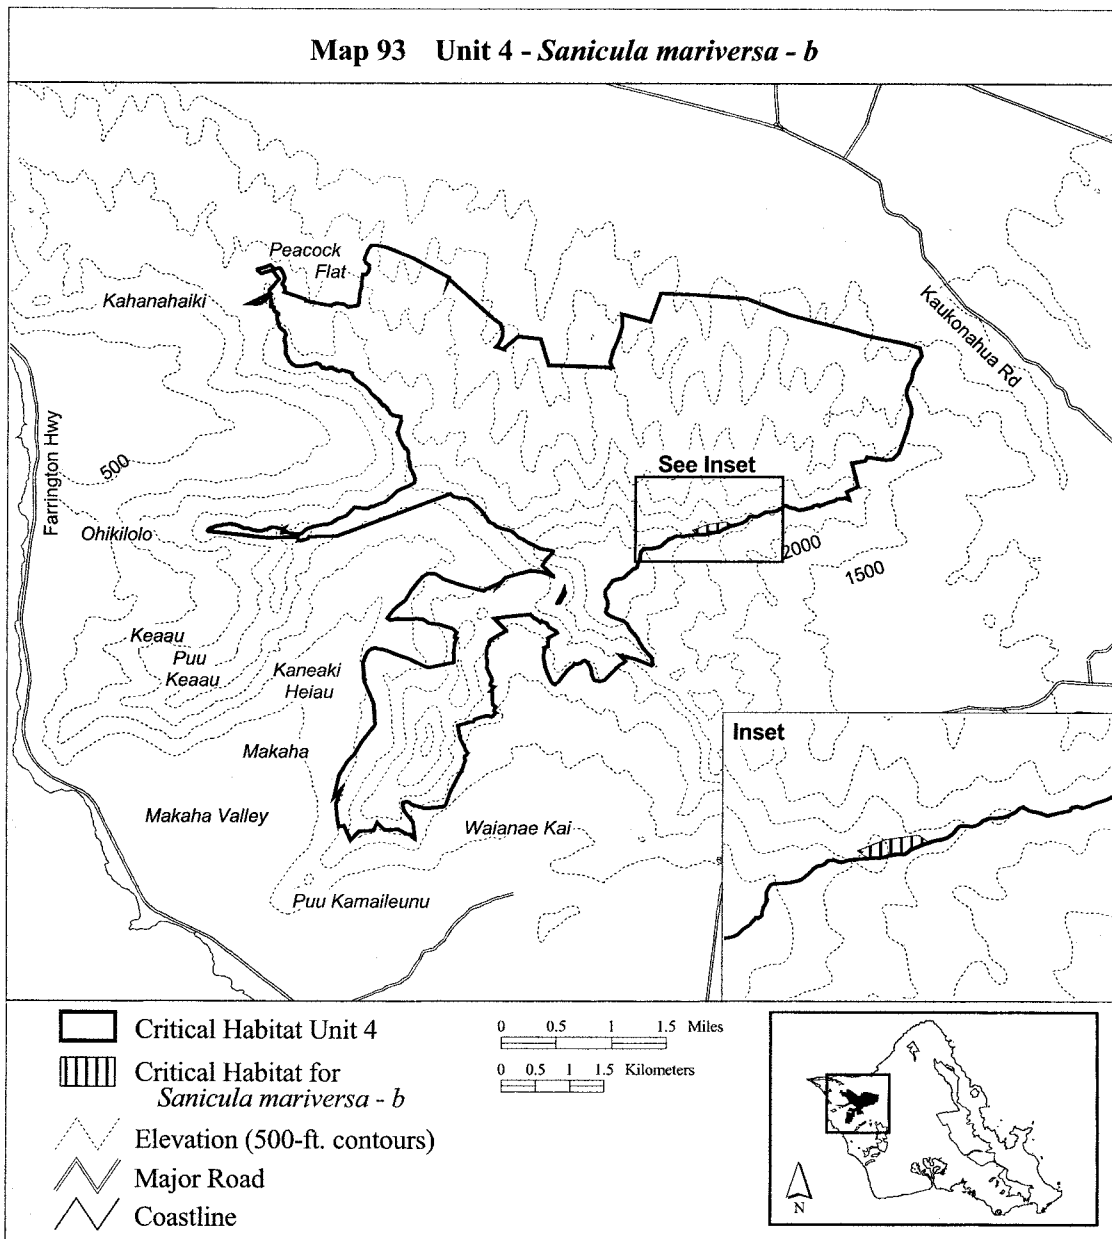 Map 93 Unit 4 - Sanicula mariversa - b
Peacock
Flat
Kahanahaiki
Kaukonahua Rd
Farrington Hwy
500
See Inset
Ohikilolo
2000
1500
Keaau
Puu
Keaau
Kaneaki
Heiau
Makaha
Inset
Makaha Valley
Waianae Kai
Puu Kamaileunu
Critical Habitat Unit 4
Critical Habitat for
Sanicula mariversa - b
Elevation (500-ft. contours)
Major Road
Coastline
0 0.5 1 1.5 Miles
0 0.5 1 1.5 Kilometers
N